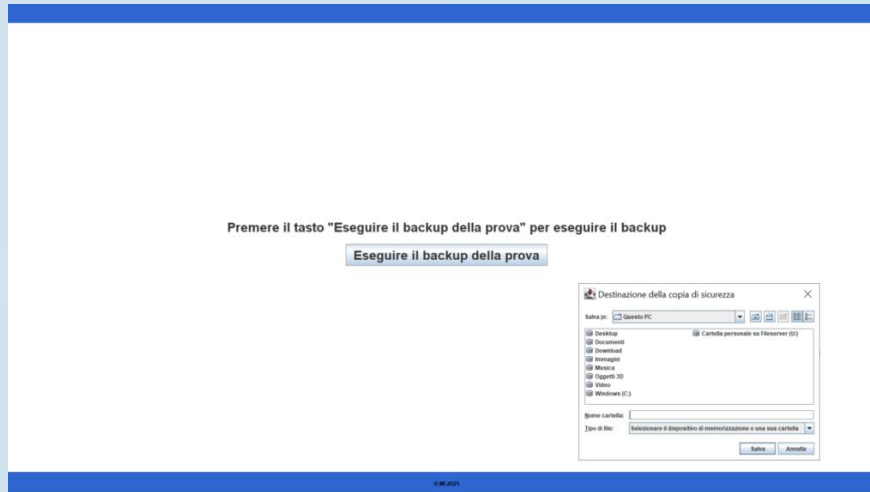 Premere il tasto "Eseguire il backup della prova" per eseguire il backup
Eseguire il backup della prova
Destinazione della copia di sicurezza
Salva in: Questo PC
Desktop
Documenti
Download
Immagini
Musica
Oggetti 3D
Video
Windows (C:)
Cartella personale su Fileserver (U:)
Nome cartella:
Tipo di file: Selezionare il dispositivo di memorizzazione o una sua cartella
Salva Annulla
© MI 2021